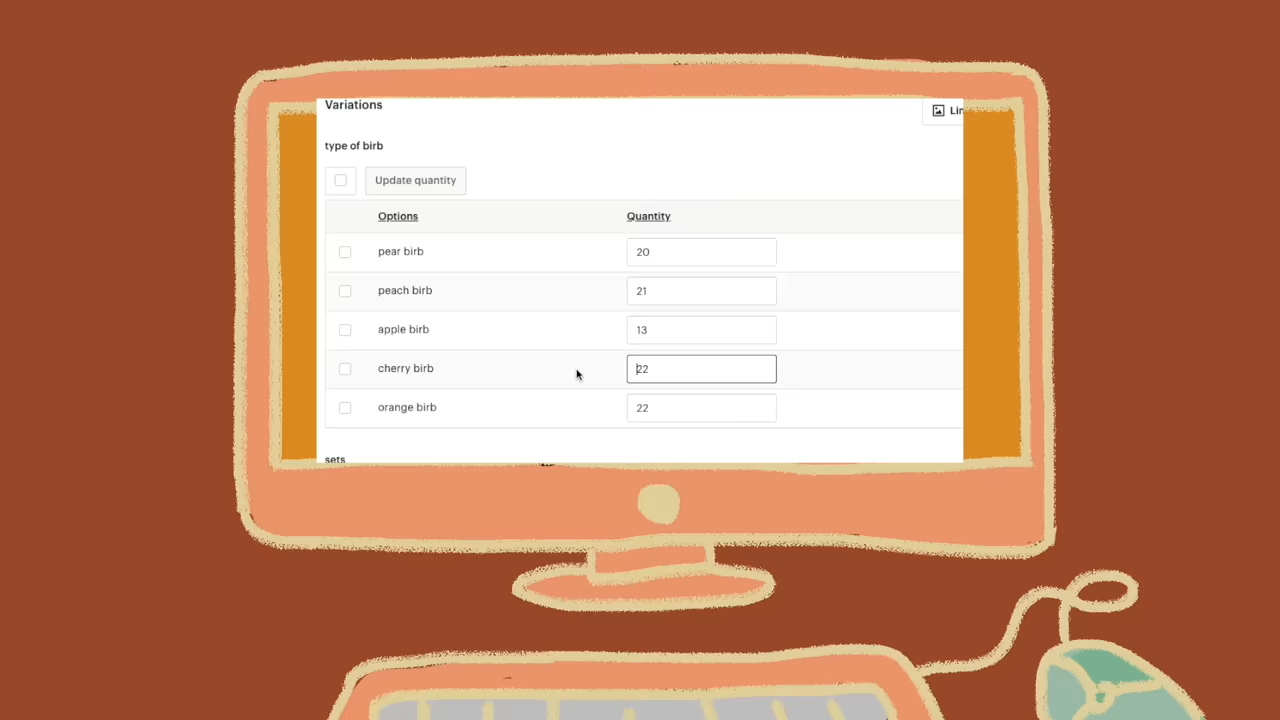 Variations
Lin
type of birb
Update quantity
Options Quantity
pear birb 20
peach birb 21
apple birb 13
cherry birb 22
orange birb 22
sets